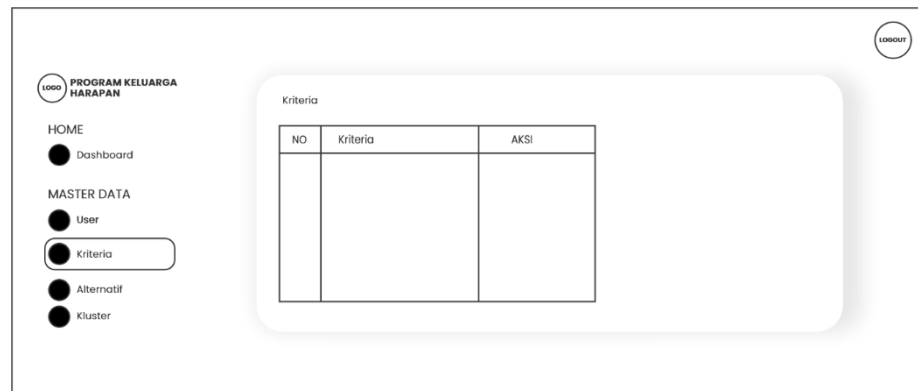 LOGOUT
LOGO
PROGRAM KELUARGA
HARAPAN
HOME
Dashboard
MASTER DATA
User
Kriteria
Alternatif
Kluster
Kriteria
NO Kriteria AKSI